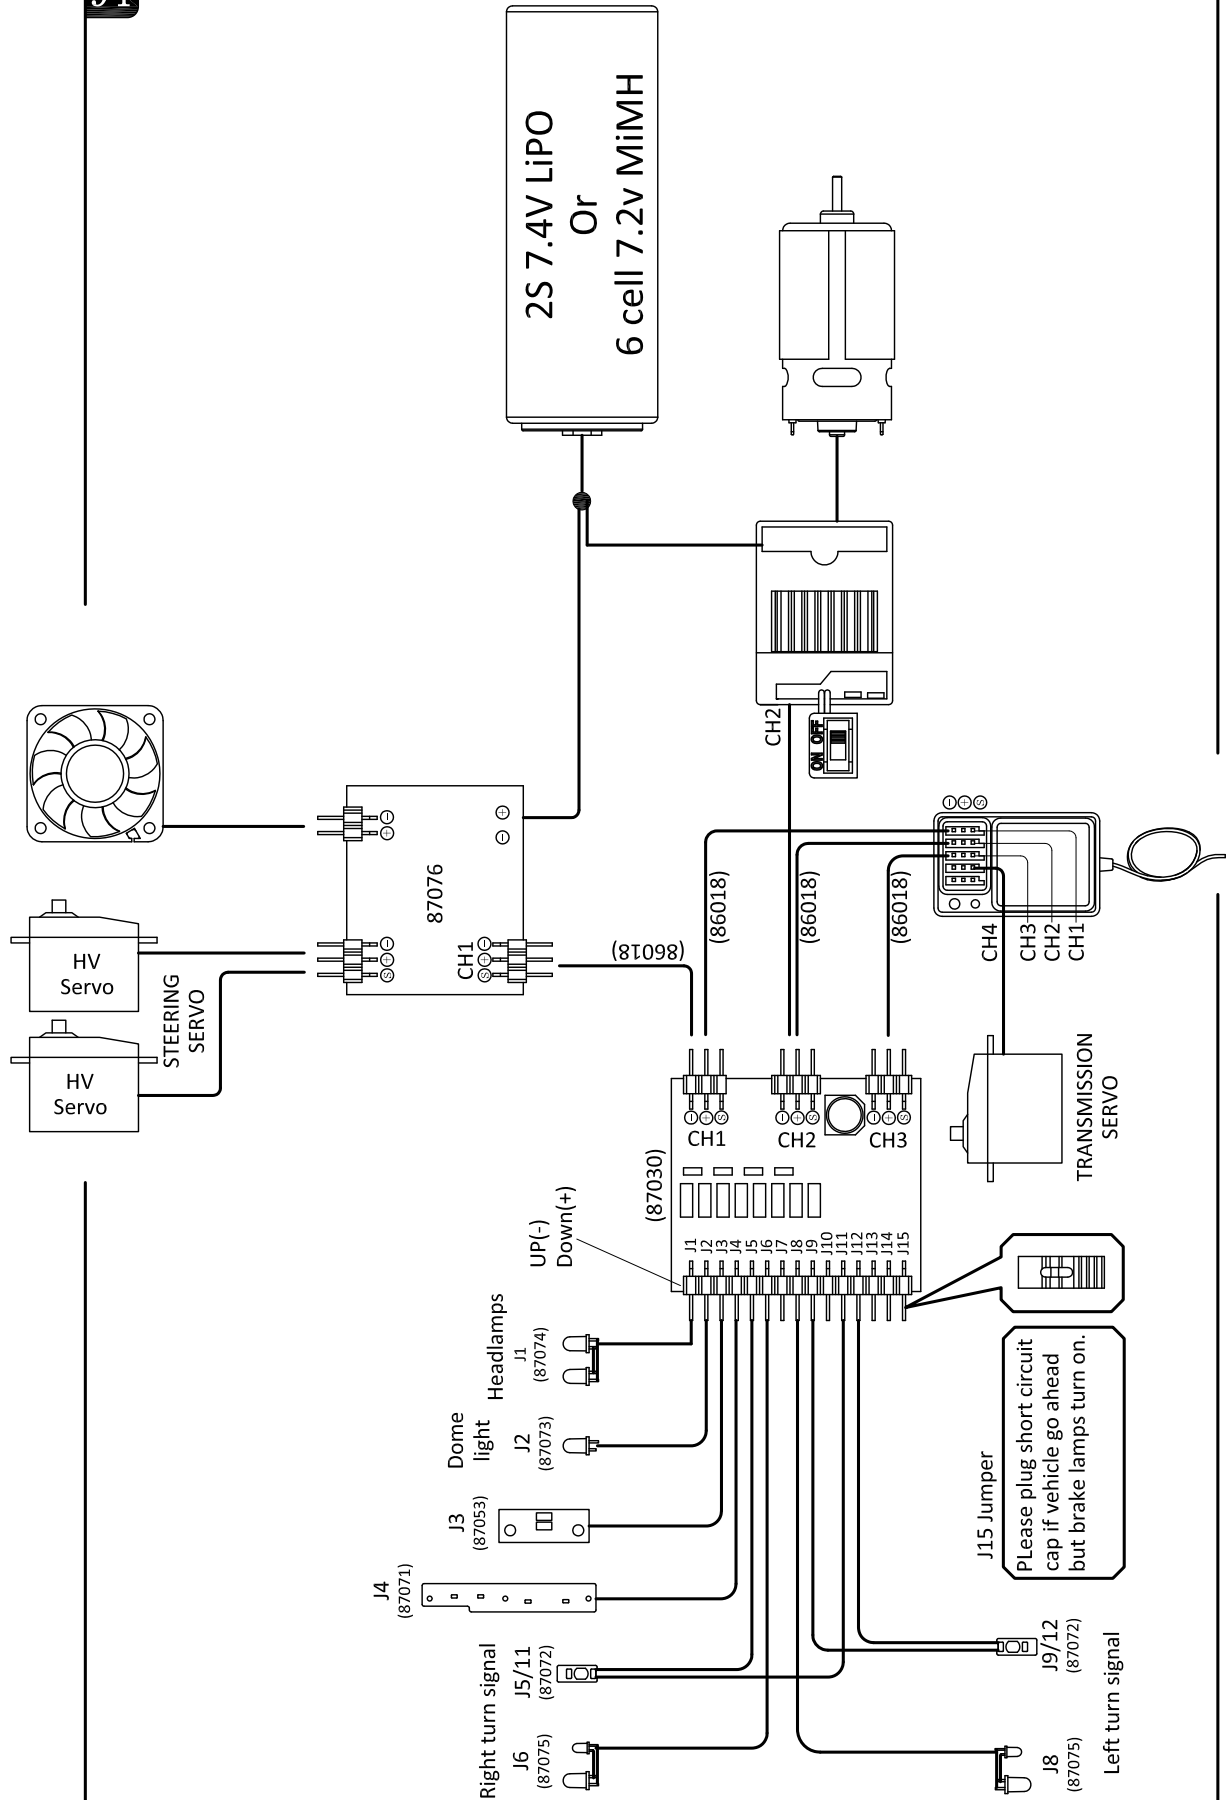 2S 7.4V LiPO
Or
6 cell 7.2v MiMH
87076
CH1
HV
Servo
HV
Servo
STEERING
SERVO
CH2
ON OFF
(86018)
(86018)
(86018)
(86018)
CH4
CH3
CH2
CH1
TRANSMISSION
SERVO
(87030)
CH1
CH2
CH3
UP(-)
Down(+)
J1
J2
J3
J4
J5
J6
J7
J8
J9
J10
J11
J12
J13
J14
J15
Headlamps
J1
(87074)
Dome
light
J2
(87073)
J3
(87053)
J4
(87071)
Right turn signal
J5/11
(87072)
J6
(87075)
J15 Jumper
PLease plug short circuit
cap if vehicle go ahead
but brake lamps turn on.
J9/12
(87072)
Left turn signal
J8
(87075)